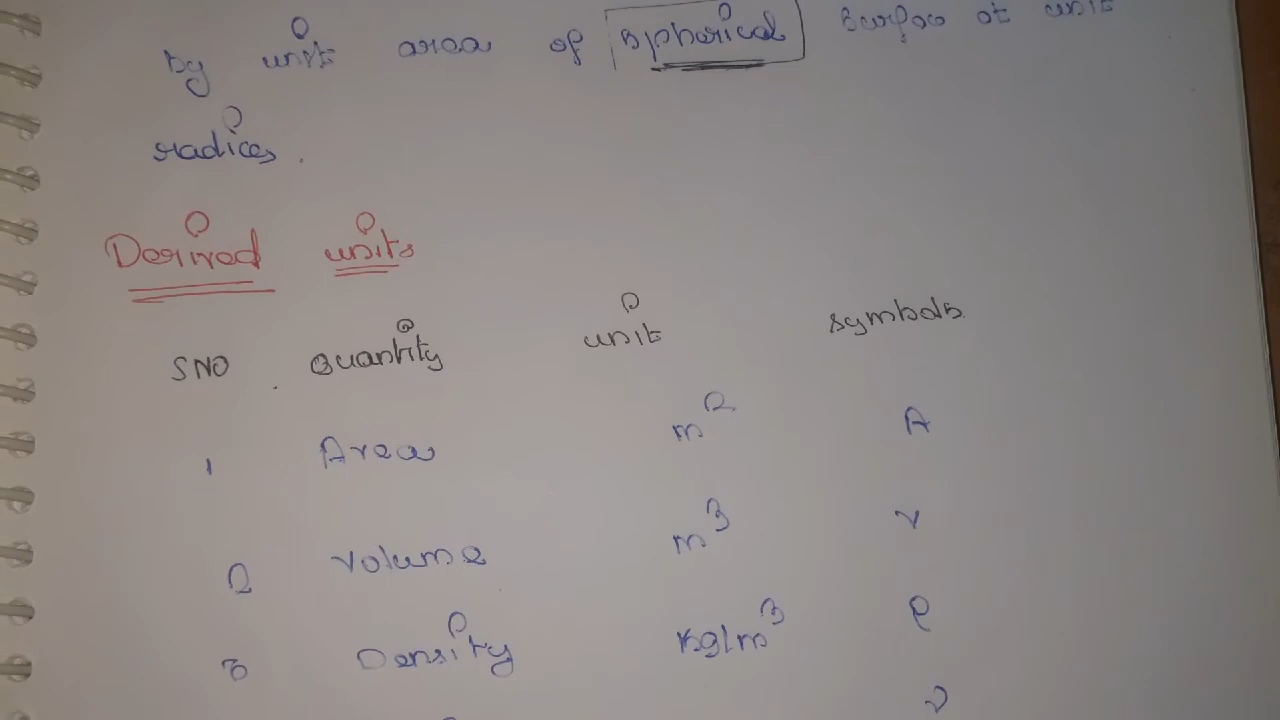 by unit area of spherical surface at unit
radices.
Derived units
SNO. Quantity unit symbols.
1 Area m² A
2 Volume m³ V
3 Density Kg/m³ ρ
ν